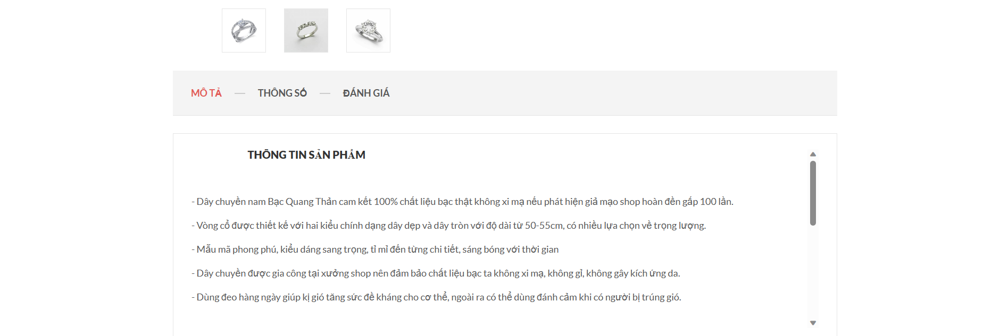 MÔ TẢ — THÔNG SỐ — ĐÁNH GIÁ
THÔNG TIN SẢN PHẨM
- Dây chuyền nam Bạc Quang Thản cam kết 100% chất liệu bạc thật không xi mạ nếu phát hiện giả mạo shop hoàn đền gấp 100 lần.
- Vòng cổ được thiết kế với hai kiểu chính dạng dây dẹp và dây tròn với độ dài từ 50-55cm, có nhiều lựa chọn về trọng lượng.
- Mẫu mã phong phú, kiểu dáng sang trọng, tỉ mỉ đến từng chi tiết, sáng bóng với thời gian
- Dây chuyền được gia công tại xưởng shop nên đảm bảo chất liệu bạc ta không xi mạ, không gỉ, không gây kích ứng da.
- Dùng đeo hàng ngày giúp kị gió tăng sức đề kháng cho cơ thể, ngoài ra có thể dùng đánh cảm khi có người bị trúng gió.